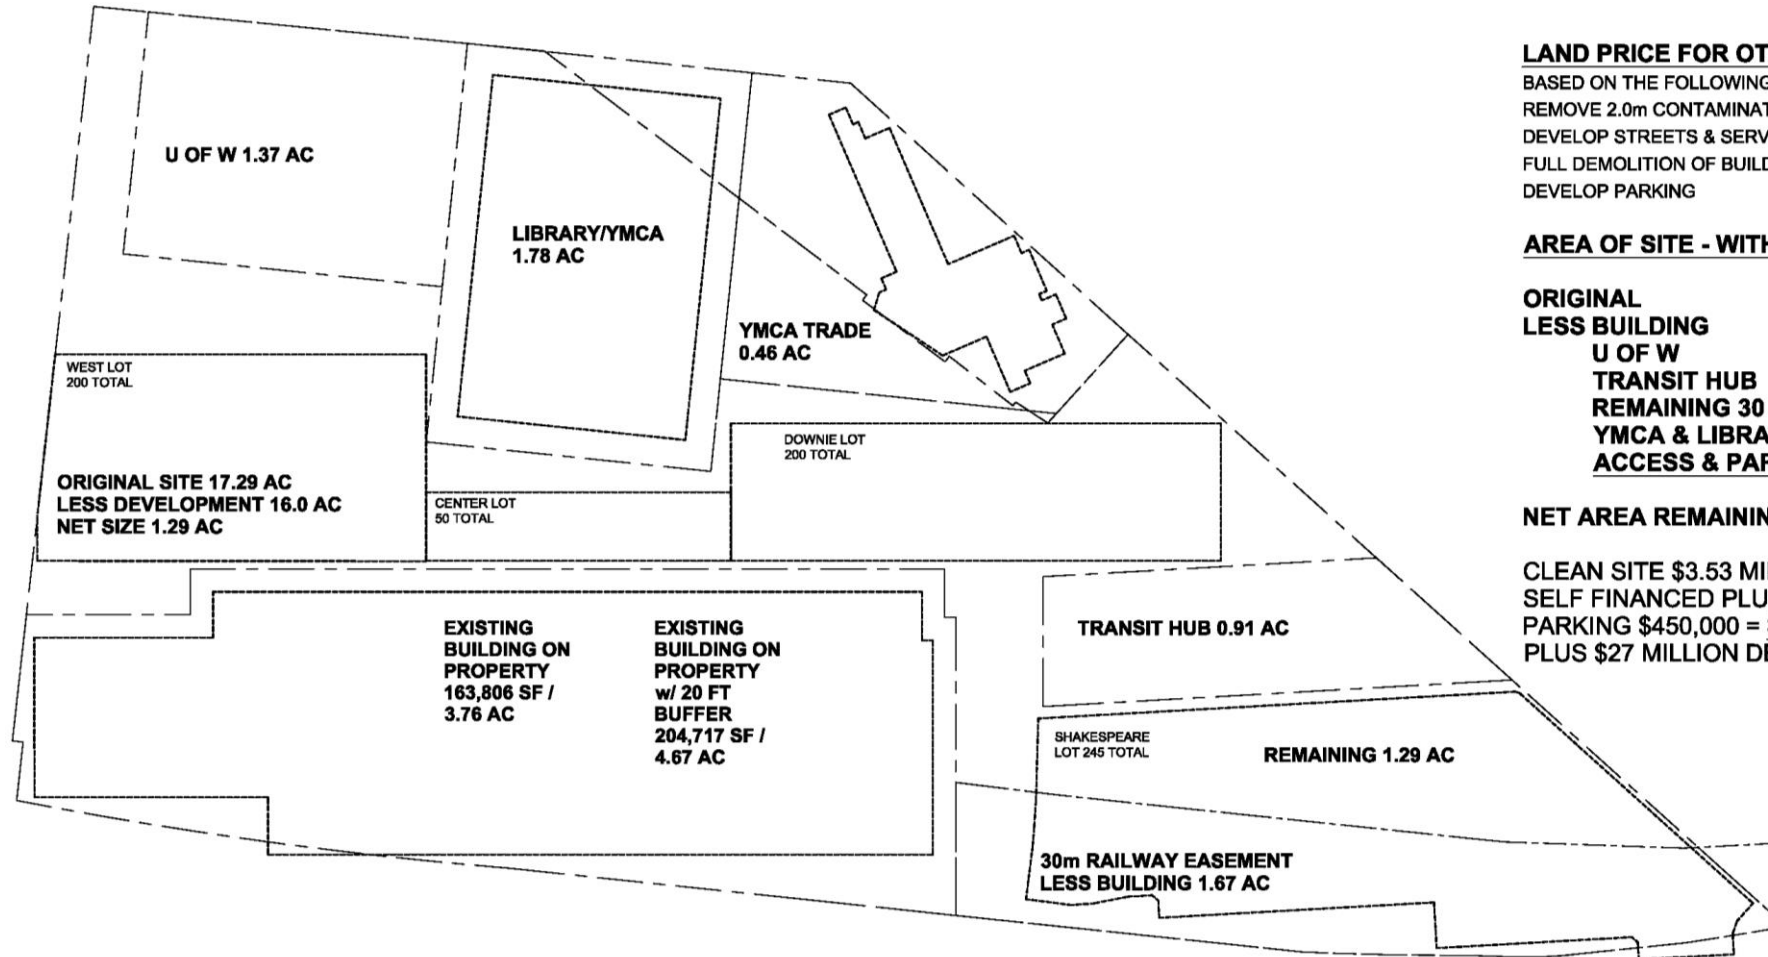 U OF W 1.37 AC
LIBRARY/YMCA
1.78 AC
YMCA TRADE
0.46 AC
WEST LOT
200 TOTAL
ORIGINAL SITE 17.29 AC
LESS DEVELOPMENT 16.0 AC
NET SIZE 1.29 AC
CENTER LOT
50 TOTAL
DOWNIE LOT
200 TOTAL
EXISTING
BUILDING ON
PROPERTY
163,806 SF /
3.76 AC
EXISTING
BUILDING ON
PROPERTY
w/ 20 FT
BUFFER
204,717 SF /
4.67 AC
TRANSIT HUB 0.91 AC
SHAKESPEARE
LOT 245 TOTAL
REMAINING 1.29 AC
30m RAILWAY EASEMENT
LESS BUILDING 1.67 AC
LAND PRICE FOR OT
BASED ON THE FOLLOWING
REMOVE 2.0m CONTAMINAT
DEVELOP STREETS & SERV
FULL DEMOLITION OF BUILD
DEVELOP PARKING
AREA OF SITE - WITH
ORIGINAL
LESS BUILDING
U OF W
TRANSIT HUB
REMAINING 30
YMCA & LIBRA
ACCESS & PAR
NET AREA REMAININ
CLEAN SITE $3.53 MI
SELF FINANCED PLU
PARKING $450,000 =
PLUS $27 MILLION DE